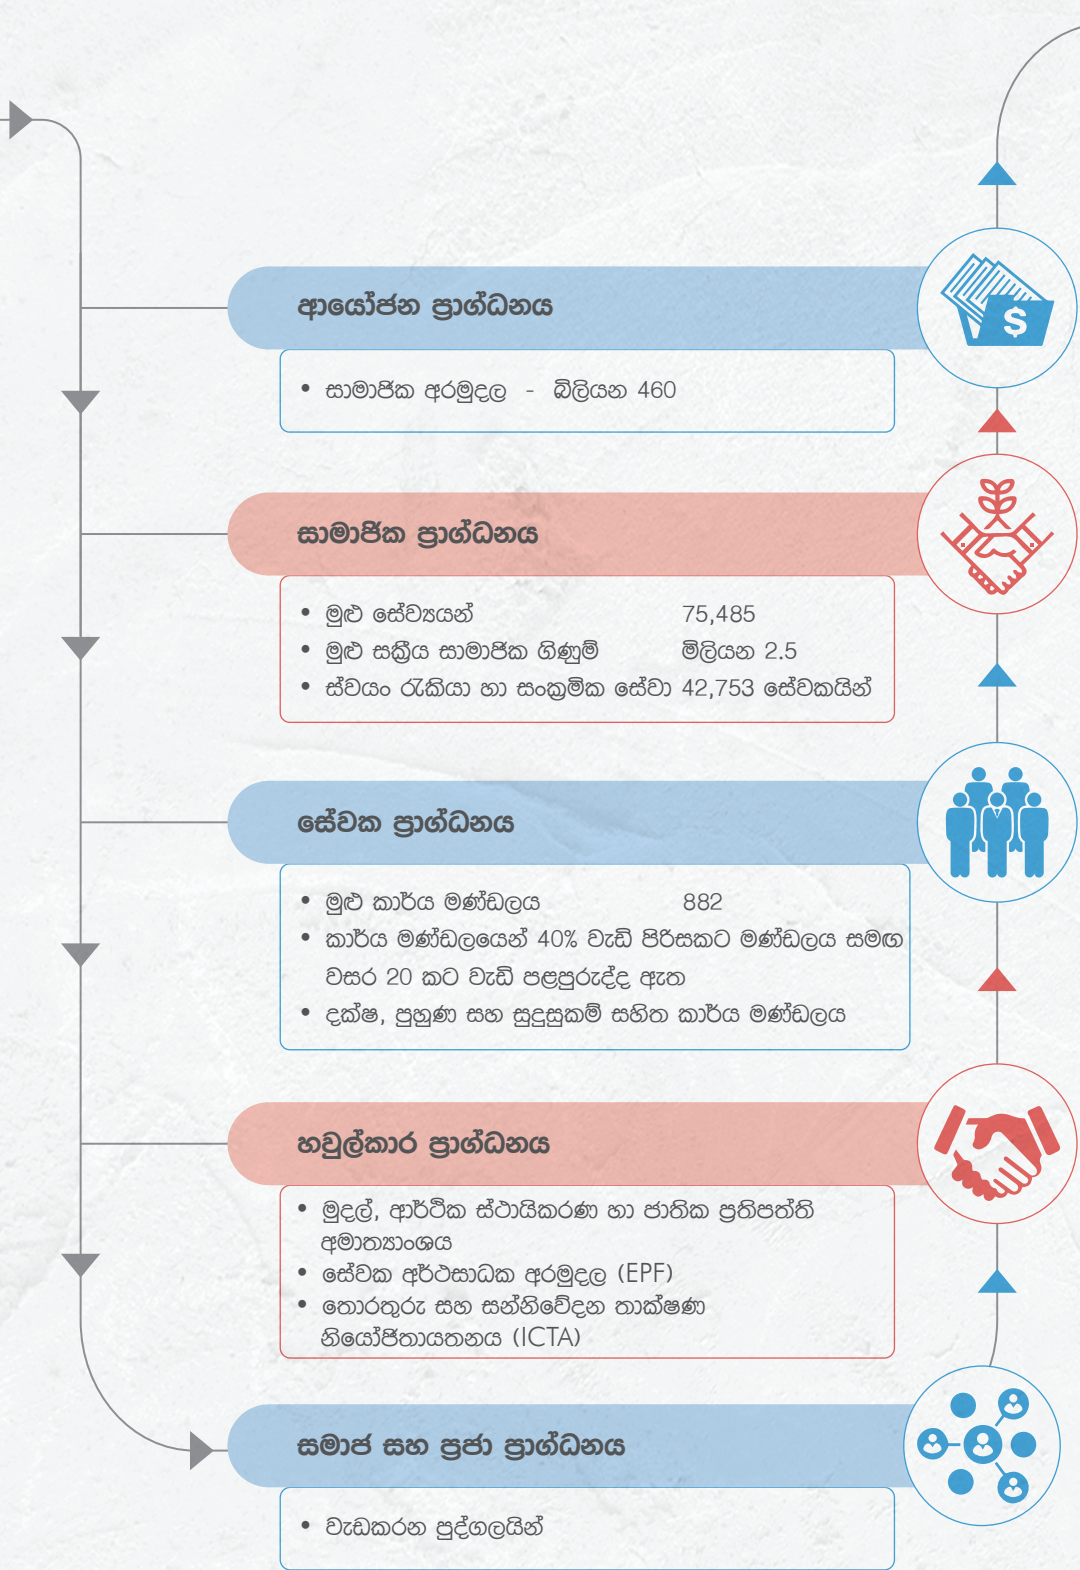 ආයෝජන ප්‍රාග්ධනය
• සාමාජික අරමුදල - බිලියන 460
සාමාජික ප්‍රාග්ධනය
• මුළු සේව්‍යයන් 75,485
• මුළු සක්‍රීය සාමාජික ගිණුම් මිලියන 2.5
• ස්වයං රැකියා හා සංක්‍රමික සේවා 42,753 සේවකයින්
සේවක ප්‍රාග්ධනය
• මුළු කාර්ය මණ්ඩලය 882
• කාර්ය මණ්ඩලයෙන් 40% වැඩි පිරිසකට මණ්ඩලය සමඟ
වසර 20 කට වැඩි පළපුරුද්ද ඇත
• දක්ෂ, පුහුණ සහ සුදුසුකම් සහිත කාර්ය මණ්ඩලය
හවුල්කාර ප්‍රාග්ධනය
• මුදල්, ආර්ථික ස්ථායිකරණ හා ජාතික ප්‍රතිපත්ති
අමාත්‍යාංශය
• සේවක අර්ථසාධක අරමුදල (EPF)
• තොරතුරු සහ සන්නිවේදන තාක්ෂණ
නියෝජිතායතනය (ICTA)
සමාජ සහ ප්‍රජා ප්‍රාග්ධනය
• වැඩකරන පුද්ගලයින්